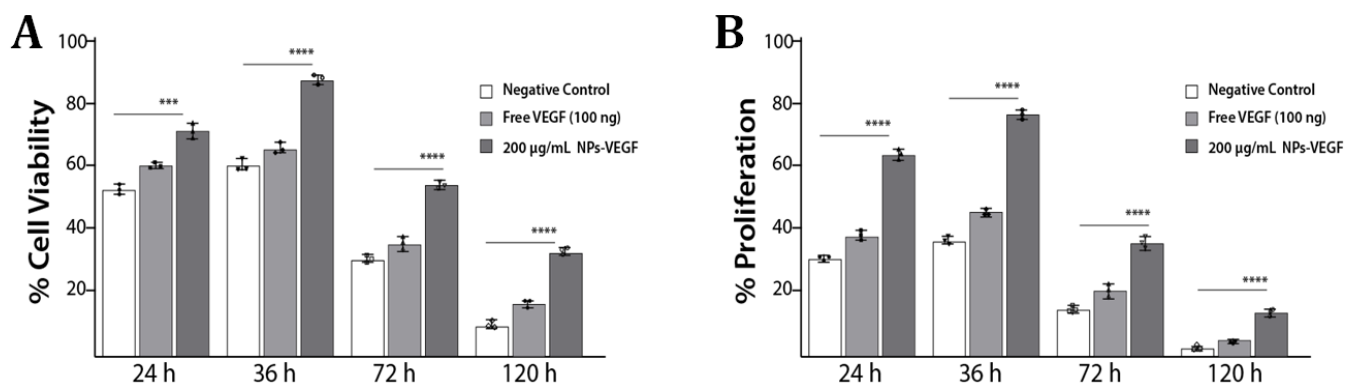 A
% Cell Viability
100
80
60
40
20
***
****
****
****
Negative Control
Free VEGF (100 ng)
200 µg/mL NPs-VEGF
24 h
36 h
72 h
120 h
B
% Proliferation
100
80
60
40
20
****
****
****
****
Negative Control
Free VEGF (100 ng)
200 µg/mL NPs-VEGF
24 h
36 h
72 h
120 h